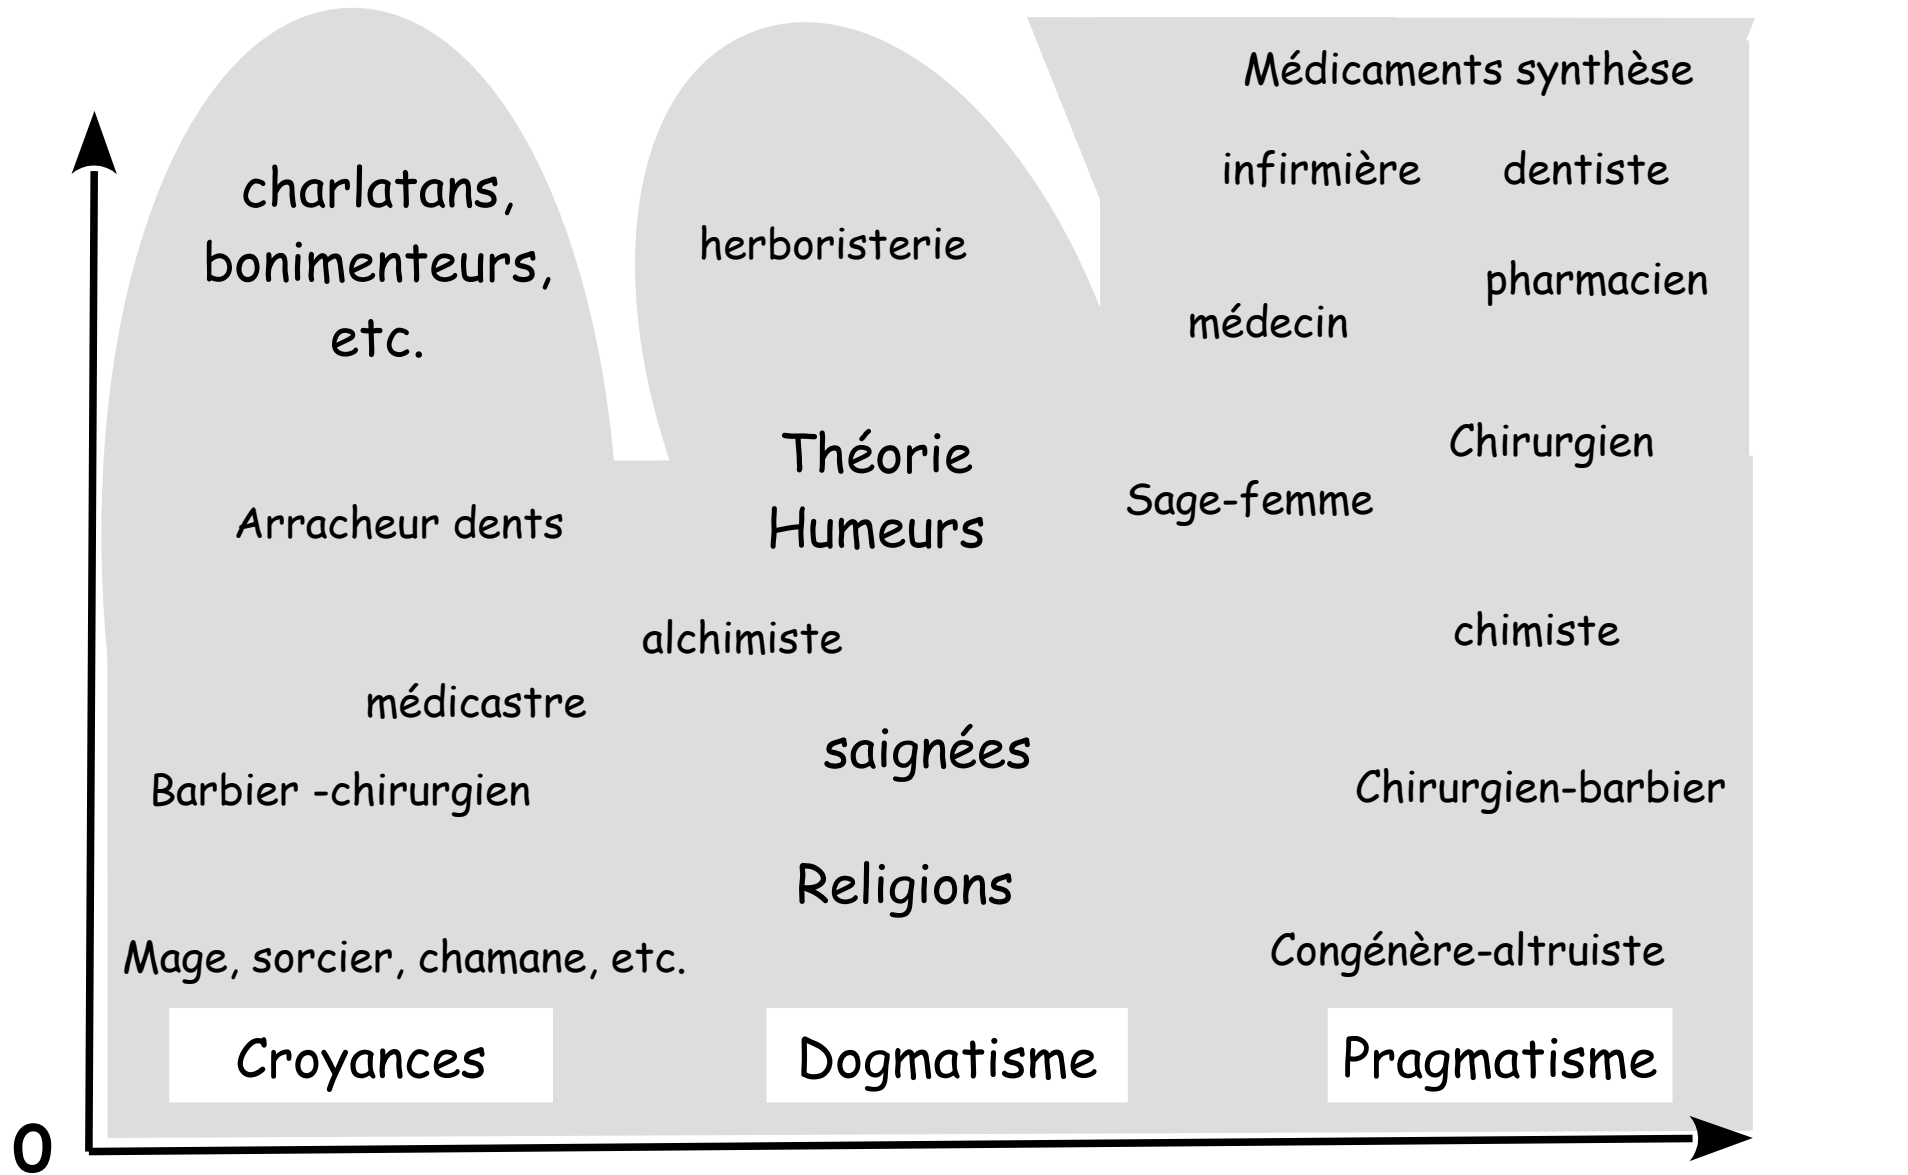 Médicaments synthèse
infirmière
dentiste
charlatans,
bonimenteurs,
etc.
herboristerie
pharmacien
médecin
Théorie
Humeurs
Chirurgien
Sage-femme
Arracheur dents
alchimiste
chimiste
médicastre
saignées
Barbier -chirurgien
Chirurgien-barbier
Religions
Mage, sorcier, chamane, etc.
Congénère-altruiste
Croyances
Dogmatisme
Pragmatisme
0